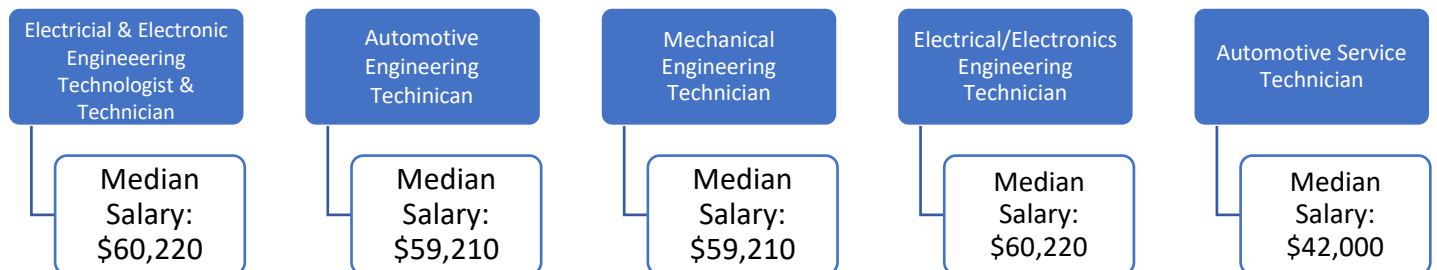 Electricial & Electronic
Engineeering
Technologist &
Technician
Median
Salary:
$60,220
Automotive
Engineering
Techinican
Median
Salary:
$59,210
Mechanical
Engineering
Technician
Median
Salary:
$59,210
Electrical/Electronics
Engineering
Technician
Median
Salary:
$60,220
Automotive Service
Technician
Median
Salary:
$42,000